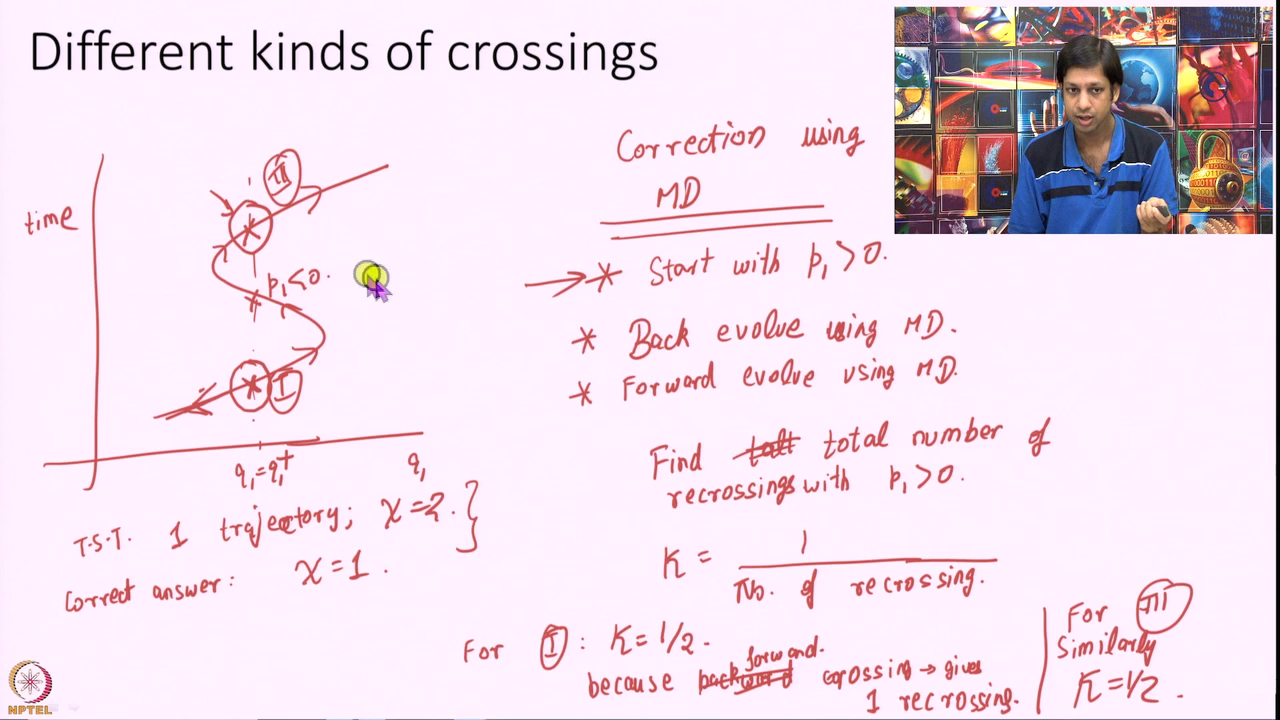 Different kinds of crossings
Correction using
MD
time
III
p₁<0.
I
q₁=q₁‡
q₁
T.S.T. 1 trajectory; χ=2.
Correct answer: χ=1.
* Start with p₁>0.
* Back evolve using MD.
* Forward evolve using MD.
Find total number of
recrossings with p₁>0.
K = 1
No. of recrossing.
For I : K=1/2.
because forward crossing → gives
1 recrossing.
For III
Similarly
K=1/2.
NPTEL